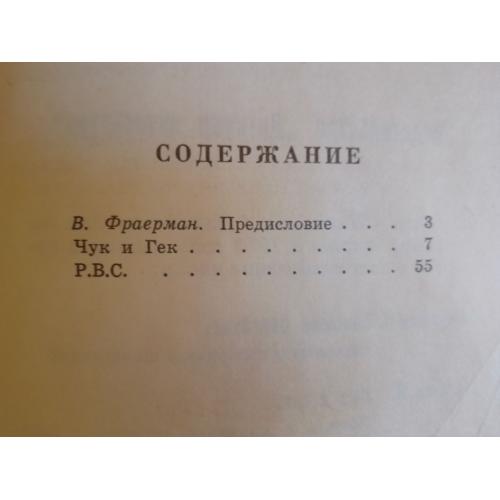 СОДЕРЖАНИЕ
В. Фраерман. Предисловие . . . 3
Чук и Гек . . . . . . . . . 7
Р.В.С. . . . . . . . . . . 55